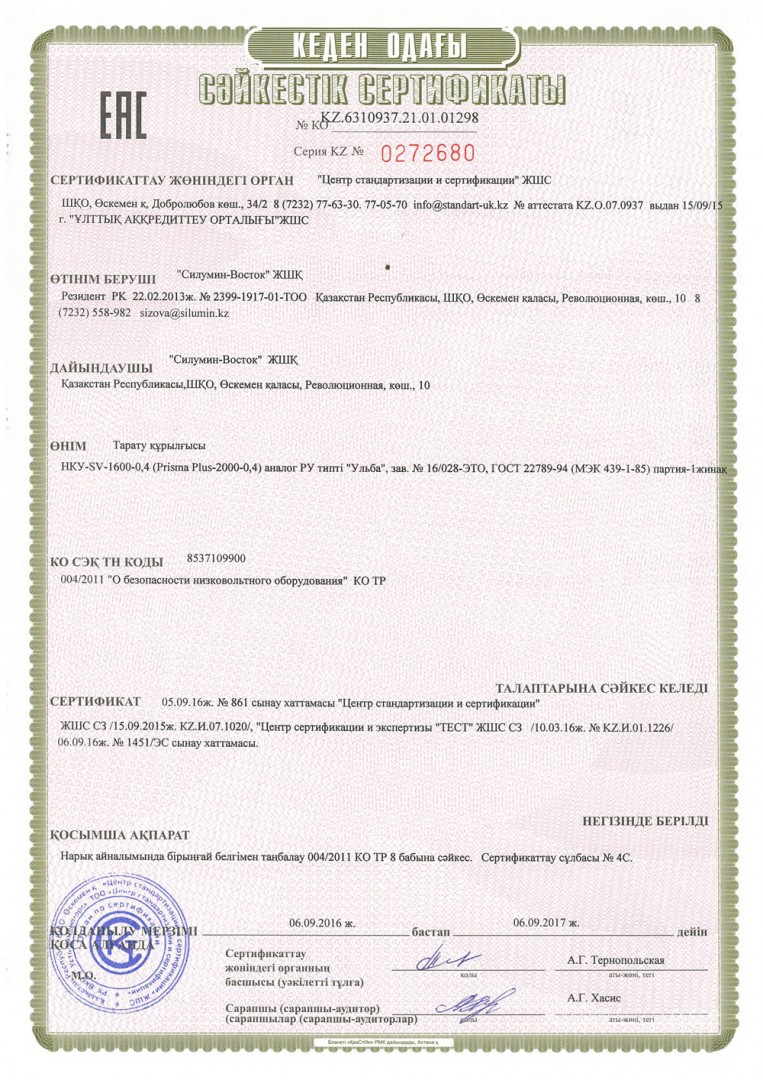 КЕДЕН ОДАҒЫ
СӘЙКЕСТІК СЕРТИФИКАТЫ
ЕАС
№ КО KZ.6310937.21.01.01298
Серия KZ № 0272680
СЕРТИФИКАТТАУ ЖӨНІНДЕГІ ОРГАН "Центр стандартизации и сертификации" ЖШС
ШҚО, Өскемен қ, Добролюбов көш., 34/2 8 (7232) 77-63-30. 77-05-70 info@standart-uk.kz № аттестата KZ.O.07.0937 выдан 15/09/15
г. "ҰЛТТЫҚ АҚКРЕДИТТЕУ ОРТАЛЫҒЫ"ЖШС
ӨТІНІМ БЕРУШІ "Силумин-Восток" ЖШҚ
Резидент РК 22.02.2013ж. № 2399-1917-01-ТОО Қазақстан Республикасы, ШҚО, Өскемен қаласы, Революционная, көш., 10 8
(7232) 558-982 sizova@silumin.kz
ДАЙЫНДАУШЫ "Силумин-Восток" ЖШҚ
Қазақстан Республикасы,ШҚО, Өскемен қаласы, Революционная, көш., 10
ӨНІМ Тарату құрылғысы
НКУ-SV-1600-0,4 (Prisma Plus-2000-0,4) аналог РУ типті "Ульба", зав. № 16/028-ЭТО, ГОСТ 22789-94 (МЭК 439-1-85) партия-1жинақ
КО СЭҚ ТН КОДЫ 8537109900
004/2011 "О безопасности низковольтного оборудования" КО ТР
ТАЛАПТАРЫНА СӘЙКЕС КЕЛЕДІ
СЕРТИФИКАТ 05.09.16ж. № 861 сынау хаттамасы "Центр стандартизации и сертификации"
ЖШС СЗ /15.09.2015ж. KZ.И.07.1020/, "Центр сертификации и экспертизы "ТЕСТ" ЖШС СЗ /10.03.16ж. № KZ.И.01.1226/
06.09.16ж. № 1451/ЭС сынау хаттамасы.
НЕГІЗІНДЕ БЕРІЛДІ
ҚОСЫМША АҚПАРАТ
Нарық айналымында бірыңғай белгімен таңбалау 004/2011 КО ТР 8 бабына сәйкес. Сертификаттау сұлбасы № 4С.
ҚОЛДАНЫЛУ МЕРЗІМІ 06.09.2016 ж. бастап 06.09.2017 ж. дейін
ҚОСА АЛҒАНДА
М.О.
Сертификаттау
жөніндегі органның
басшысы (уәкілетті тұлға)
қолы
А.Г. Тернопольская
аты-жөні, тегі
Сарапшы (сарапшы-аудитор)
(сарапшылар (сарапшы-аудиторлар)
қолы
А.Г. Хасис
аты-жөні, тегі